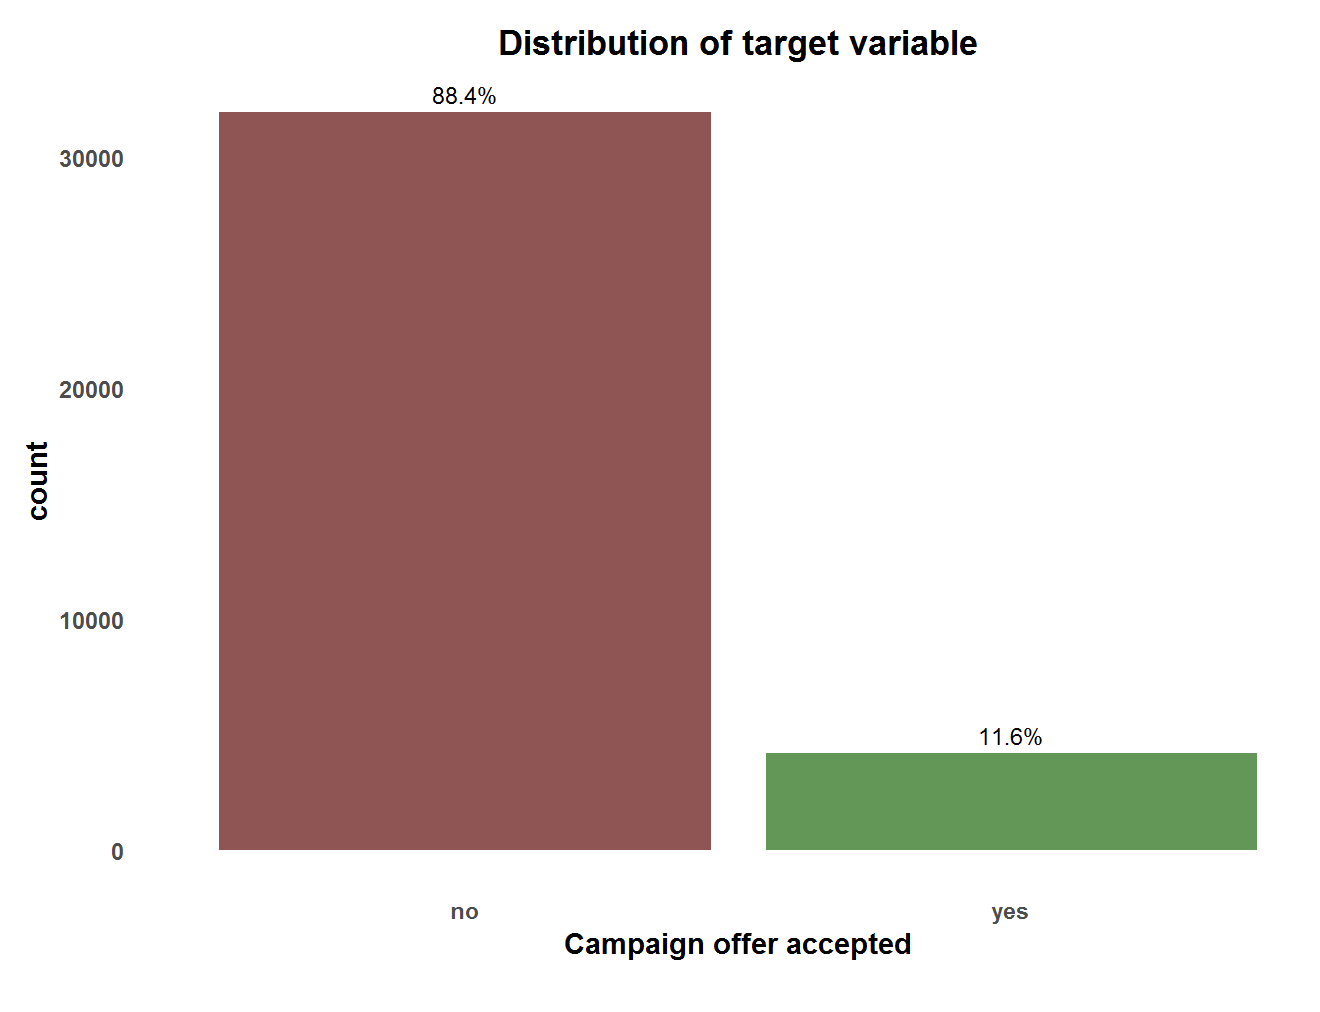 Distribution of target variable
88.4%
30000
20000
count
10000
11.6%
0
no
yes
Campaign offer accepted